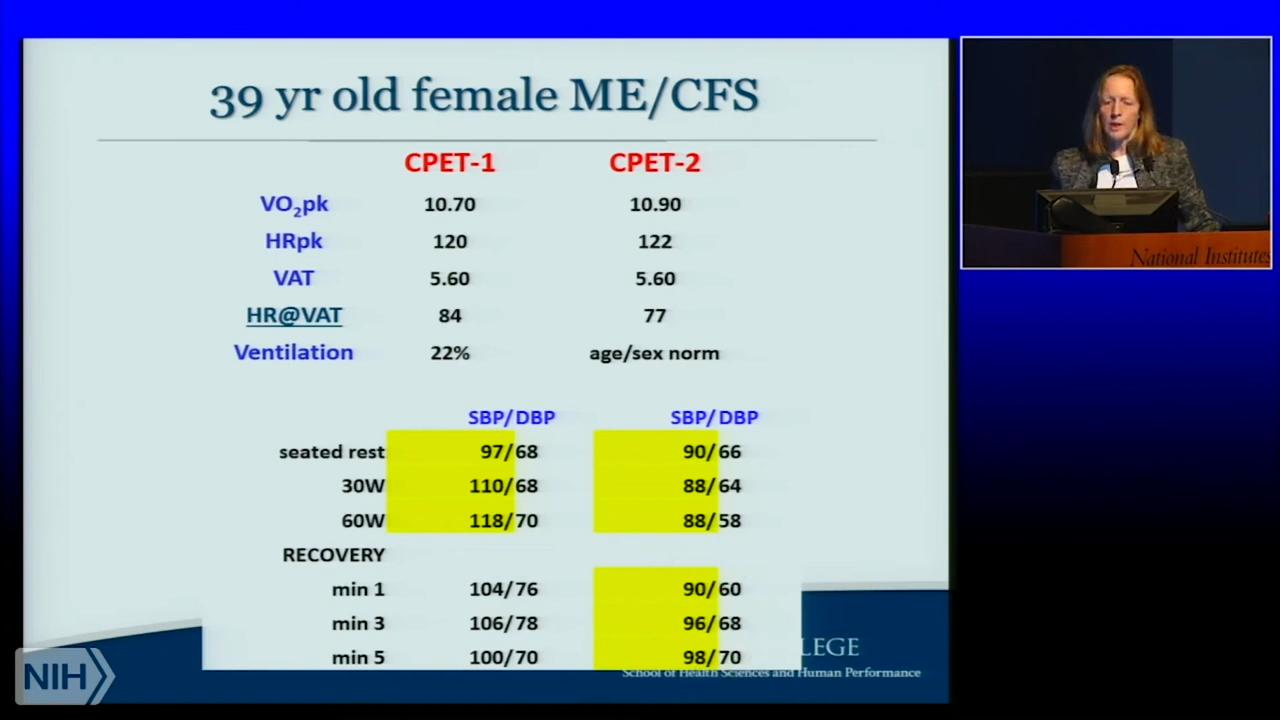 39 yr old female ME/CFS
CPET-1 CPET-2
VO₂pk 10.70 10.90
HRpk 120 122
VAT 5.60 5.60
HR@VAT 84 77
Ventilation 22% age/sex norm
SBP/DBP SBP/DBP
seated rest 97/68 90/66
30W 110/68 88/64
60W 118/70 88/58
RECOVERY
min 1 104/76 90/60
min 3 106/78 96/68
min 5 100/70 98/70
LEGE
School of Health Sciences and Human Performance
NIH
National Institutes